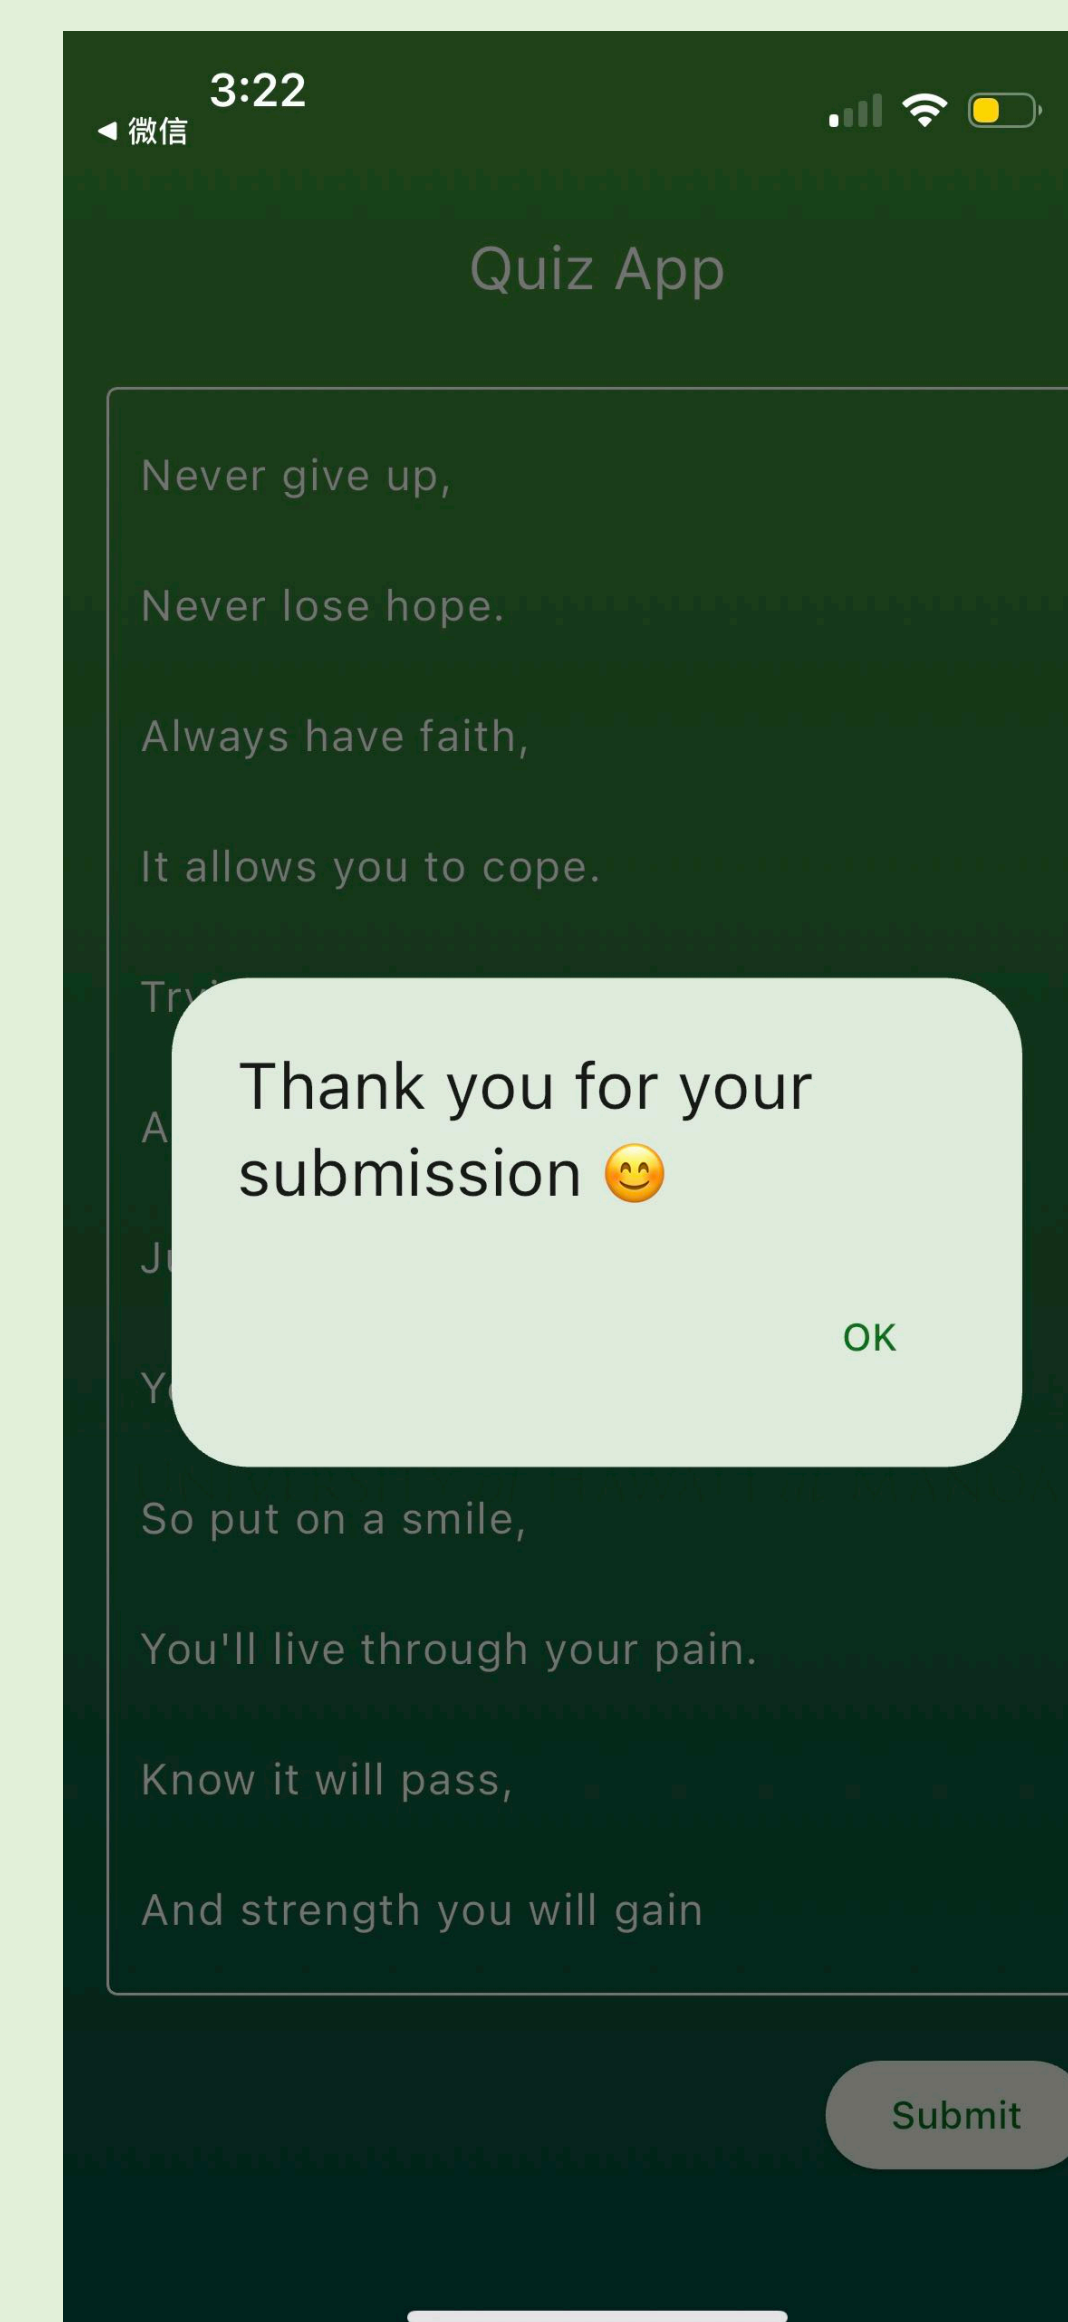 3:22
◀ 微信
Quiz App
Never give up,
Never lose hope.
Always have faith,
It allows you to cope.
Thank you for your
submission 😊
OK
So put on a smile,
You'll live through your pain.
Know it will pass,
And strength you will gain
Submit